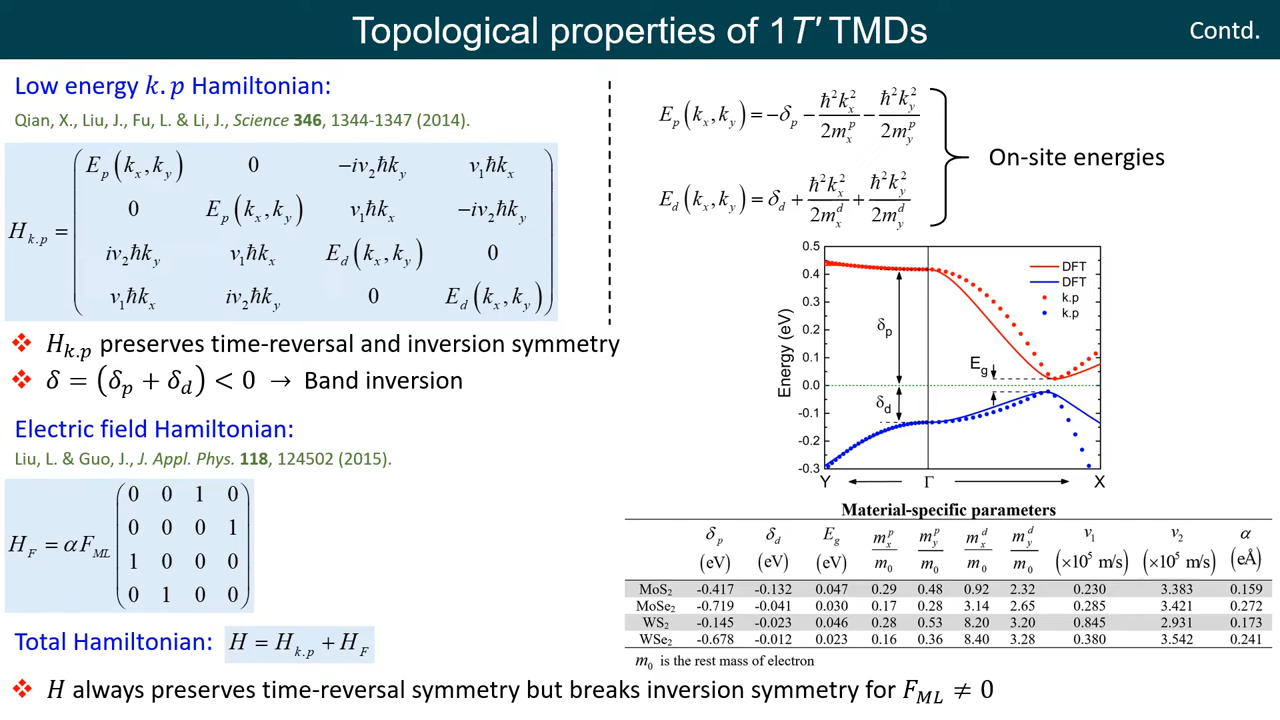 Topological properties of 1T′ TMDs
Contd.
Low energy k.p Hamiltonian:
Qian, X., Liu, J., Fu, L. & Li, J., Science 346, 1344-1347 (2014).
H_{k.p} = ( E_p(k_x,k_y) 0 −iv_2ħk_y v_1ħk_x
0 E_p(k_x,k_y) v_1ħk_x −iv_2ħk_y
iv_2ħk_y v_1ħk_x E_d(k_x,k_y) 0
v_1ħk_x iv_2ħk_y 0 E_d(k_x,k_y) )
❖ H_{k.p} preserves time-reversal and inversion symmetry
❖ δ = (δ_p + δ_d) < 0 → Band inversion
Electric field Hamiltonian:
Liu, L. & Guo, J., J. Appl. Phys. 118, 124502 (2015).
H_F = αF_{ML} ( 0 0 1 0
0 0 0 1
1 0 0 0
0 1 0 0 )
Total Hamiltonian: H = H_{k.p} + H_F
❖ H always preserves time-reversal symmetry but breaks inversion symmetry for F_{ML} ≠ 0
E_p(k_x,k_y) = −δ_p − ħ²k_x²/2m_x^p − ħ²k_y²/2m_y^p
E_d(k_x,k_y) = δ_d + ħ²k_x²/2m_x^d + ħ²k_y²/2m_y^d
On-site energies
Energy (eV)
0.5
0.4
0.3
0.2
0.1
0.0
-0.1
-0.2
-0.3
DFT
DFT
k.p
k.p
δ_p
E_g
δ_d
Y Γ X
Material-specific parameters
δ_p (eV) δ_d (eV) E_g (eV) m_x^p/m_0 m_y^p/m_0 m_x^d/m_0 m_y^d/m_0 v_1 (×10⁵ m/s) v_2 (×10⁵ m/s) α (eÅ)
MoS₂ -0.417 -0.132 0.047 0.29 0.48 0.92 2.32 0.230 3.383 0.159
MoSe₂ -0.719 -0.041 0.030 0.17 0.28 3.14 2.65 0.285 3.421 0.272
WS₂ -0.145 -0.023 0.046 0.28 0.53 8.20 3.20 0.845 2.931 0.173
WSe₂ -0.678 -0.012 0.023 0.16 0.36 8.40 3.28 0.380 3.542 0.241
m_0 is the rest mass of electron